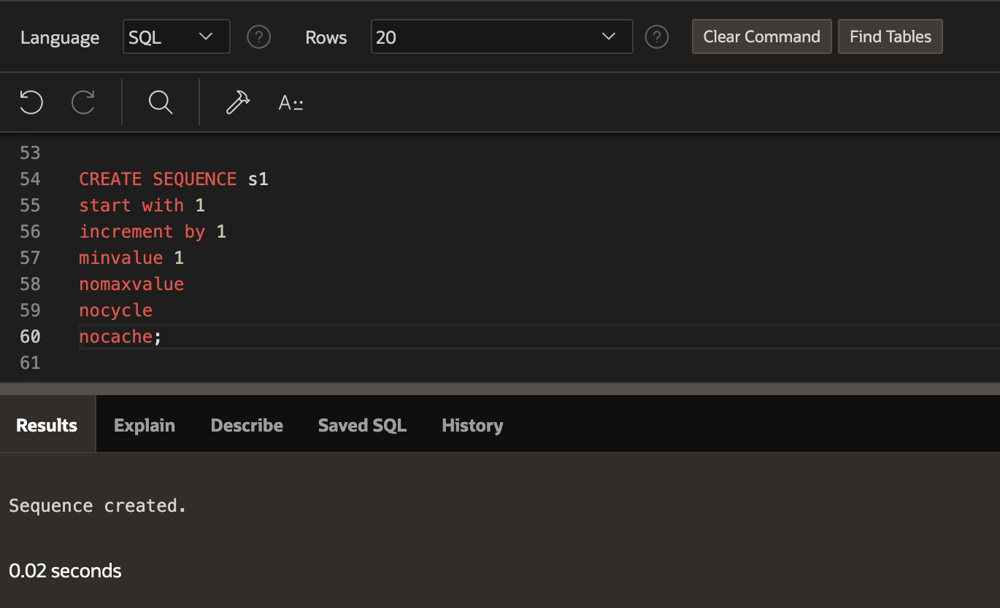 Language SQL ? Rows 20 ? Clear Command Find Tables
A::
53
54 CREATE SEQUENCE s1
55 start with 1
56 increment by 1
57 minvalue 1
58 nomaxvalue
59 nocycle
60 nocache;
61
Results Explain Describe Saved SQL History
Sequence created.
0.02 seconds